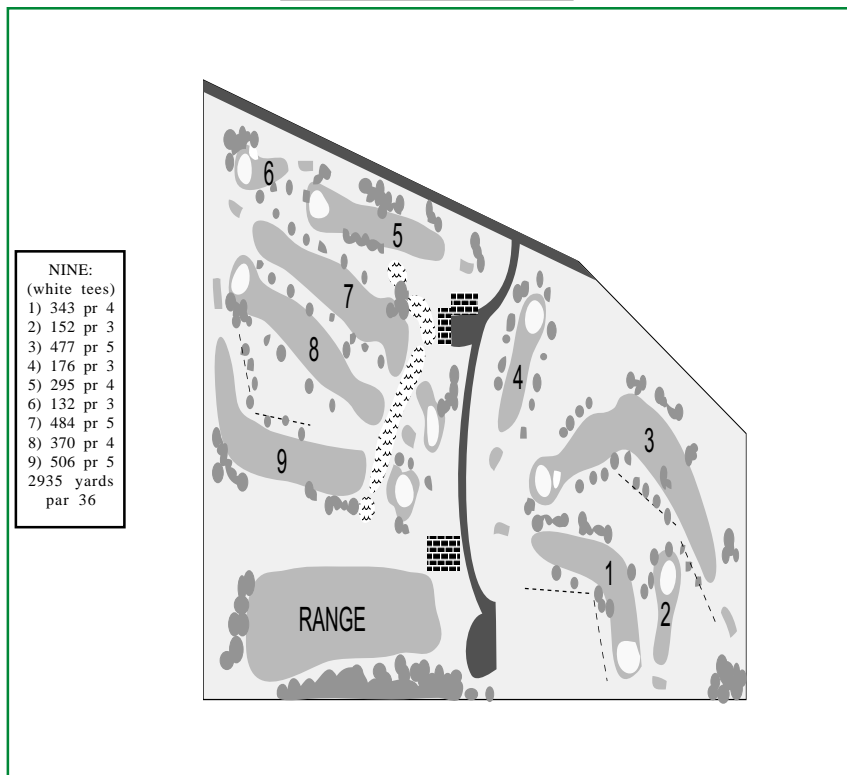 NINE:
(white tees)
1) 343 pr 4
2) 152 pr 3
3) 477 pr 5
4) 176 pr 3
5) 295 pr 4
6) 132 pr 3
7) 484 pr 5
8) 370 pr 4
9) 506 pr 5
2935 yards
par 36
6
5
7
8
4
3
9
1
2
RANGE